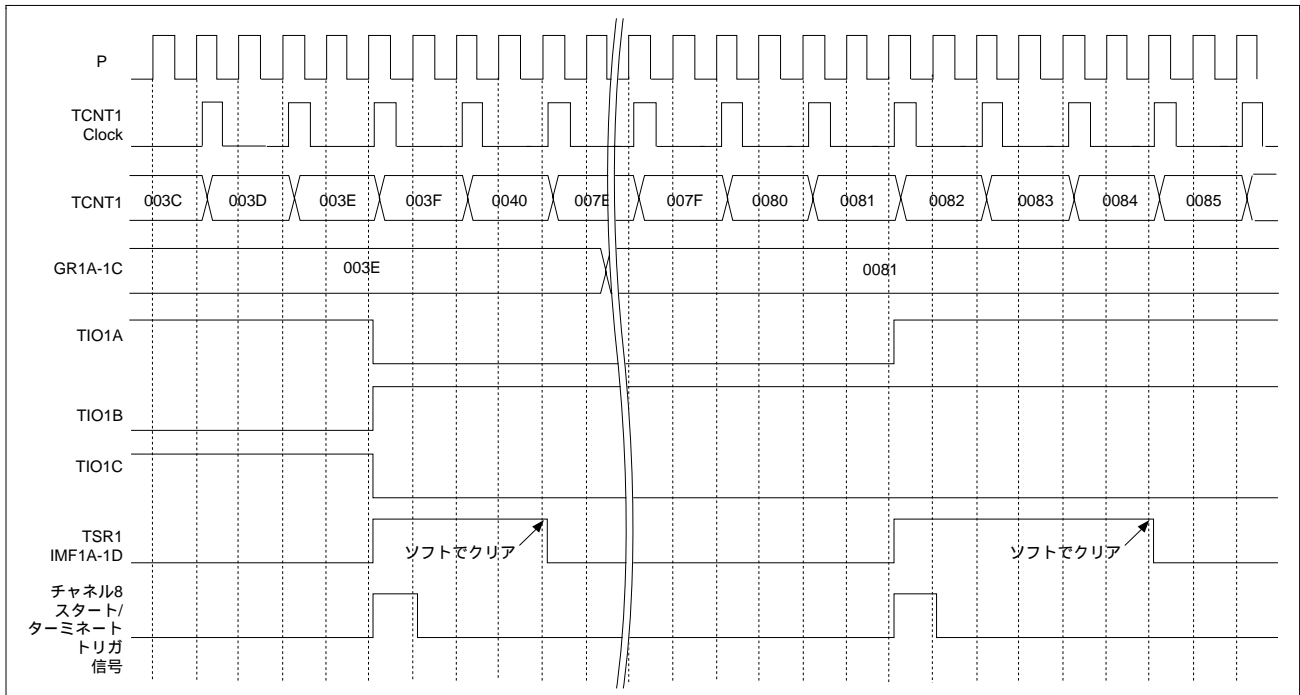 P
TCNT1
Clock
TCNT1
003C 003D 003E 003F 0040 007E 007F 0080 0081 0082 0083 0084 0085
GR1A-1C
003E 0081
TIO1A
TIO1B
TIO1C
TSR1
IMF1A-1D
ソフトでクリア ソフトでクリア
チャネル8
スタート/
ターミネート
トリガ
信号